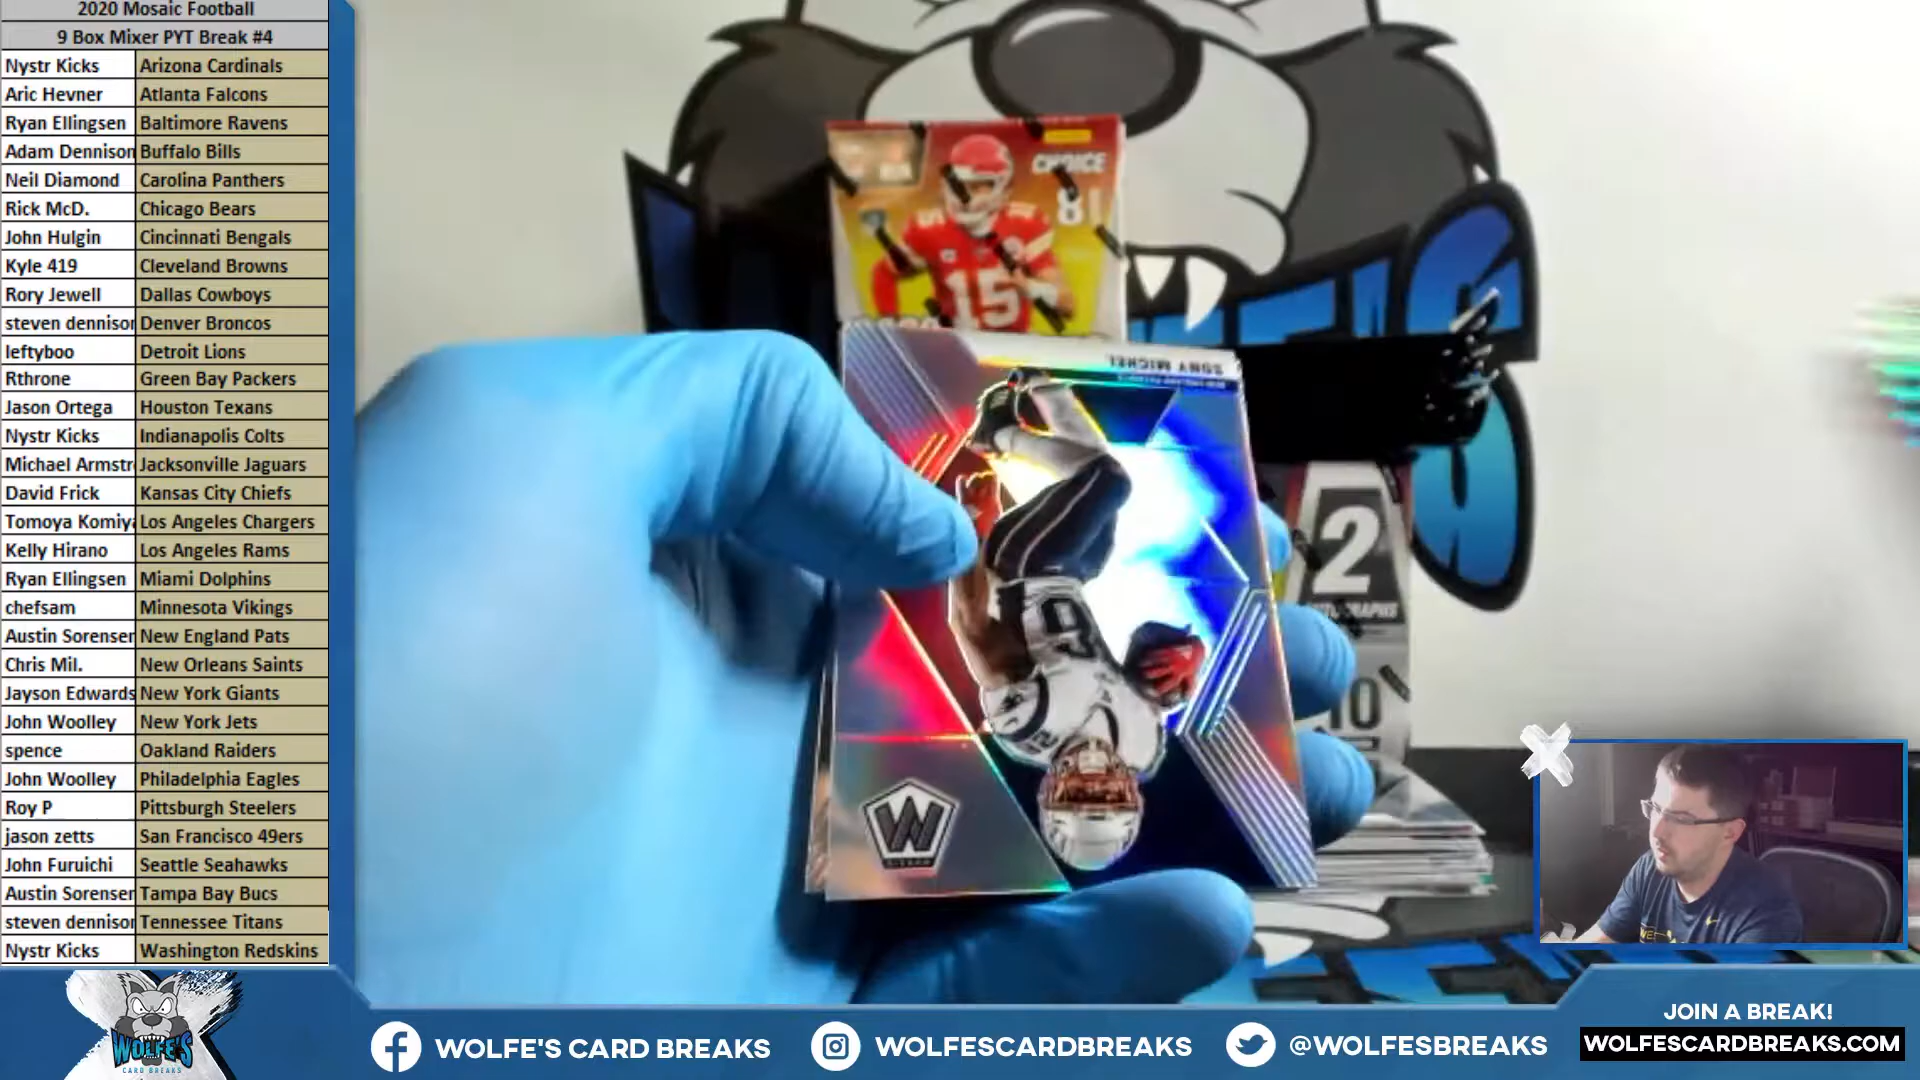 2020 Mosaic Football
9 Box Mixer PYT Break #4
Nystr Kicks Arizona Cardinals
Aric Hevner Atlanta Falcons
Ryan Ellingsen Baltimore Ravens
Adam Dennison Buffalo Bills
Neil Diamond Carolina Panthers
Rick McD. Chicago Bears
John Hulgin Cincinnati Bengals
Kyle 419 Cleveland Browns
Rory Jewell Dallas Cowboys
steven dennison Denver Broncos
leftyboo Detroit Lions
Rthrone Green Bay Packers
Jason Ortega Houston Texans
Nystr Kicks Indianapolis Colts
Michael Armstr Jacksonville Jaguars
David Frick Kansas City Chiefs
Tomoya Komiya Los Angeles Chargers
Kelly Hirano Los Angeles Rams
Ryan Ellingsen Miami Dolphins
chefsam Minnesota Vikings
Austin Sorensen New England Pats
Chris Mil. New Orleans Saints
Jayson Edwards New York Giants
John Woolley New York Jets
spence Oakland Raiders
John Woolley Philadelphia Eagles
Roy P Pittsburgh Steelers
jason zetts San Francisco 49ers
John Furuichi Seattle Seahawks
Austin Sorensen Tampa Bay Bucs
steven dennison Tennessee Titans
Nystr Kicks Washington Redskins
CHOICE
8
15
SONY MICHEL
2
10
WOLFE'S
CARD BREAKS
WOLFE'S CARD BREAKS
WOLFESCARDBREAKS
@WOLFESBREAKS
JOIN A BREAK!
WOLFESCARDBREAKS.COM